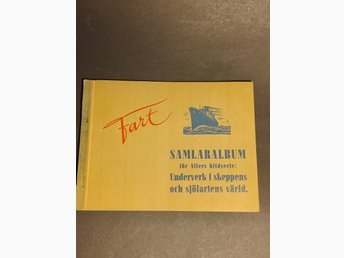 Fart
SAMLARALBUM
för Allers bildserie:
Underverk i skeppens
och sjöfartens värld.